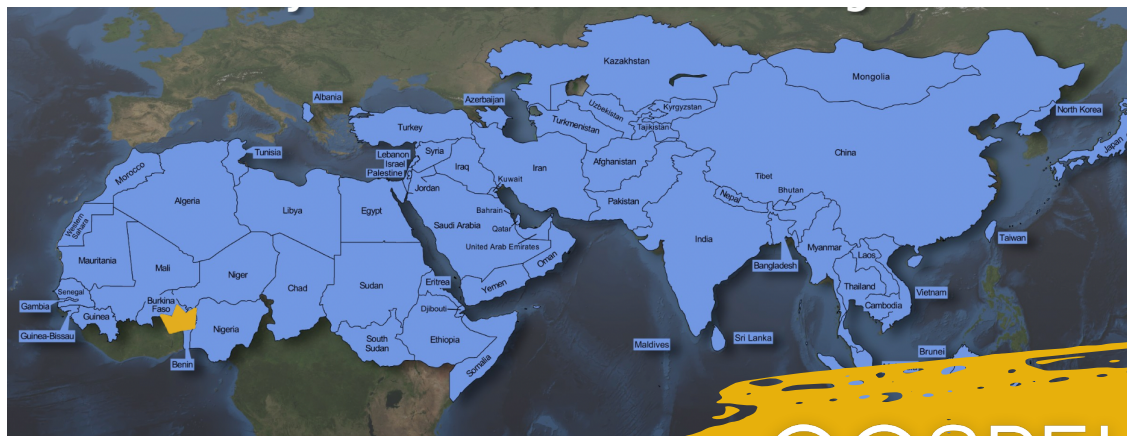 Kazakhstan
Mongolia
Albania
Azerbaijan
Uzbekistan
Kyrgyzstan
North Korea
Turkey
Turkmenistan
Tajikistan
Japan
Tunisia
Lebanon
Israel
Palestine
Syria
Iraq
Iran
Afghanistan
China
Morocco
Jordan
Kuwait
Tibet
Bhutan
Nepal
Algeria
Libya
Egypt
Pakistan
Western
Sahara
Saudi Arabia
Bahrain
Qatar
India
Taiwan
United Arab Emirates
Myanmar
Laos
Mauritania
Mali
Niger
Oman
Bangladesh
Chad
Sudan
Eritrea
Yemen
Thailand
Vietnam
Senegal
Gambia
Burkina
Faso
Guinea
Djibouti
Cambodia
Guinea-Bissau
Nigeria
South
Sudan
Ethiopia
Somalia
Maldives
Sri Lanka
Brunei
Benin